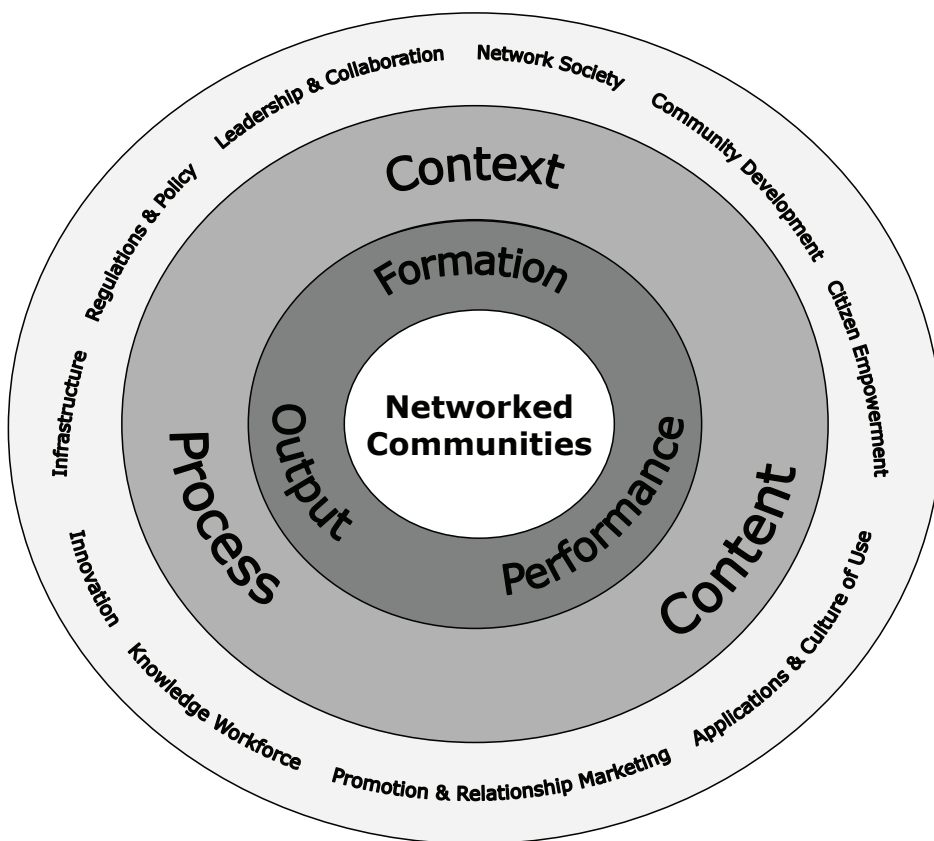 Leadership & Collaboration
Network Society
Community Development
Citizen Empowerment
Applications & Culture of Use
Promotion & Relationship Marketing
Knowledge Workforce
Innovation
Infrastructure
Regulations & Policy
Context
Content
Process
Formation
Performance
Output
Networked
Communities